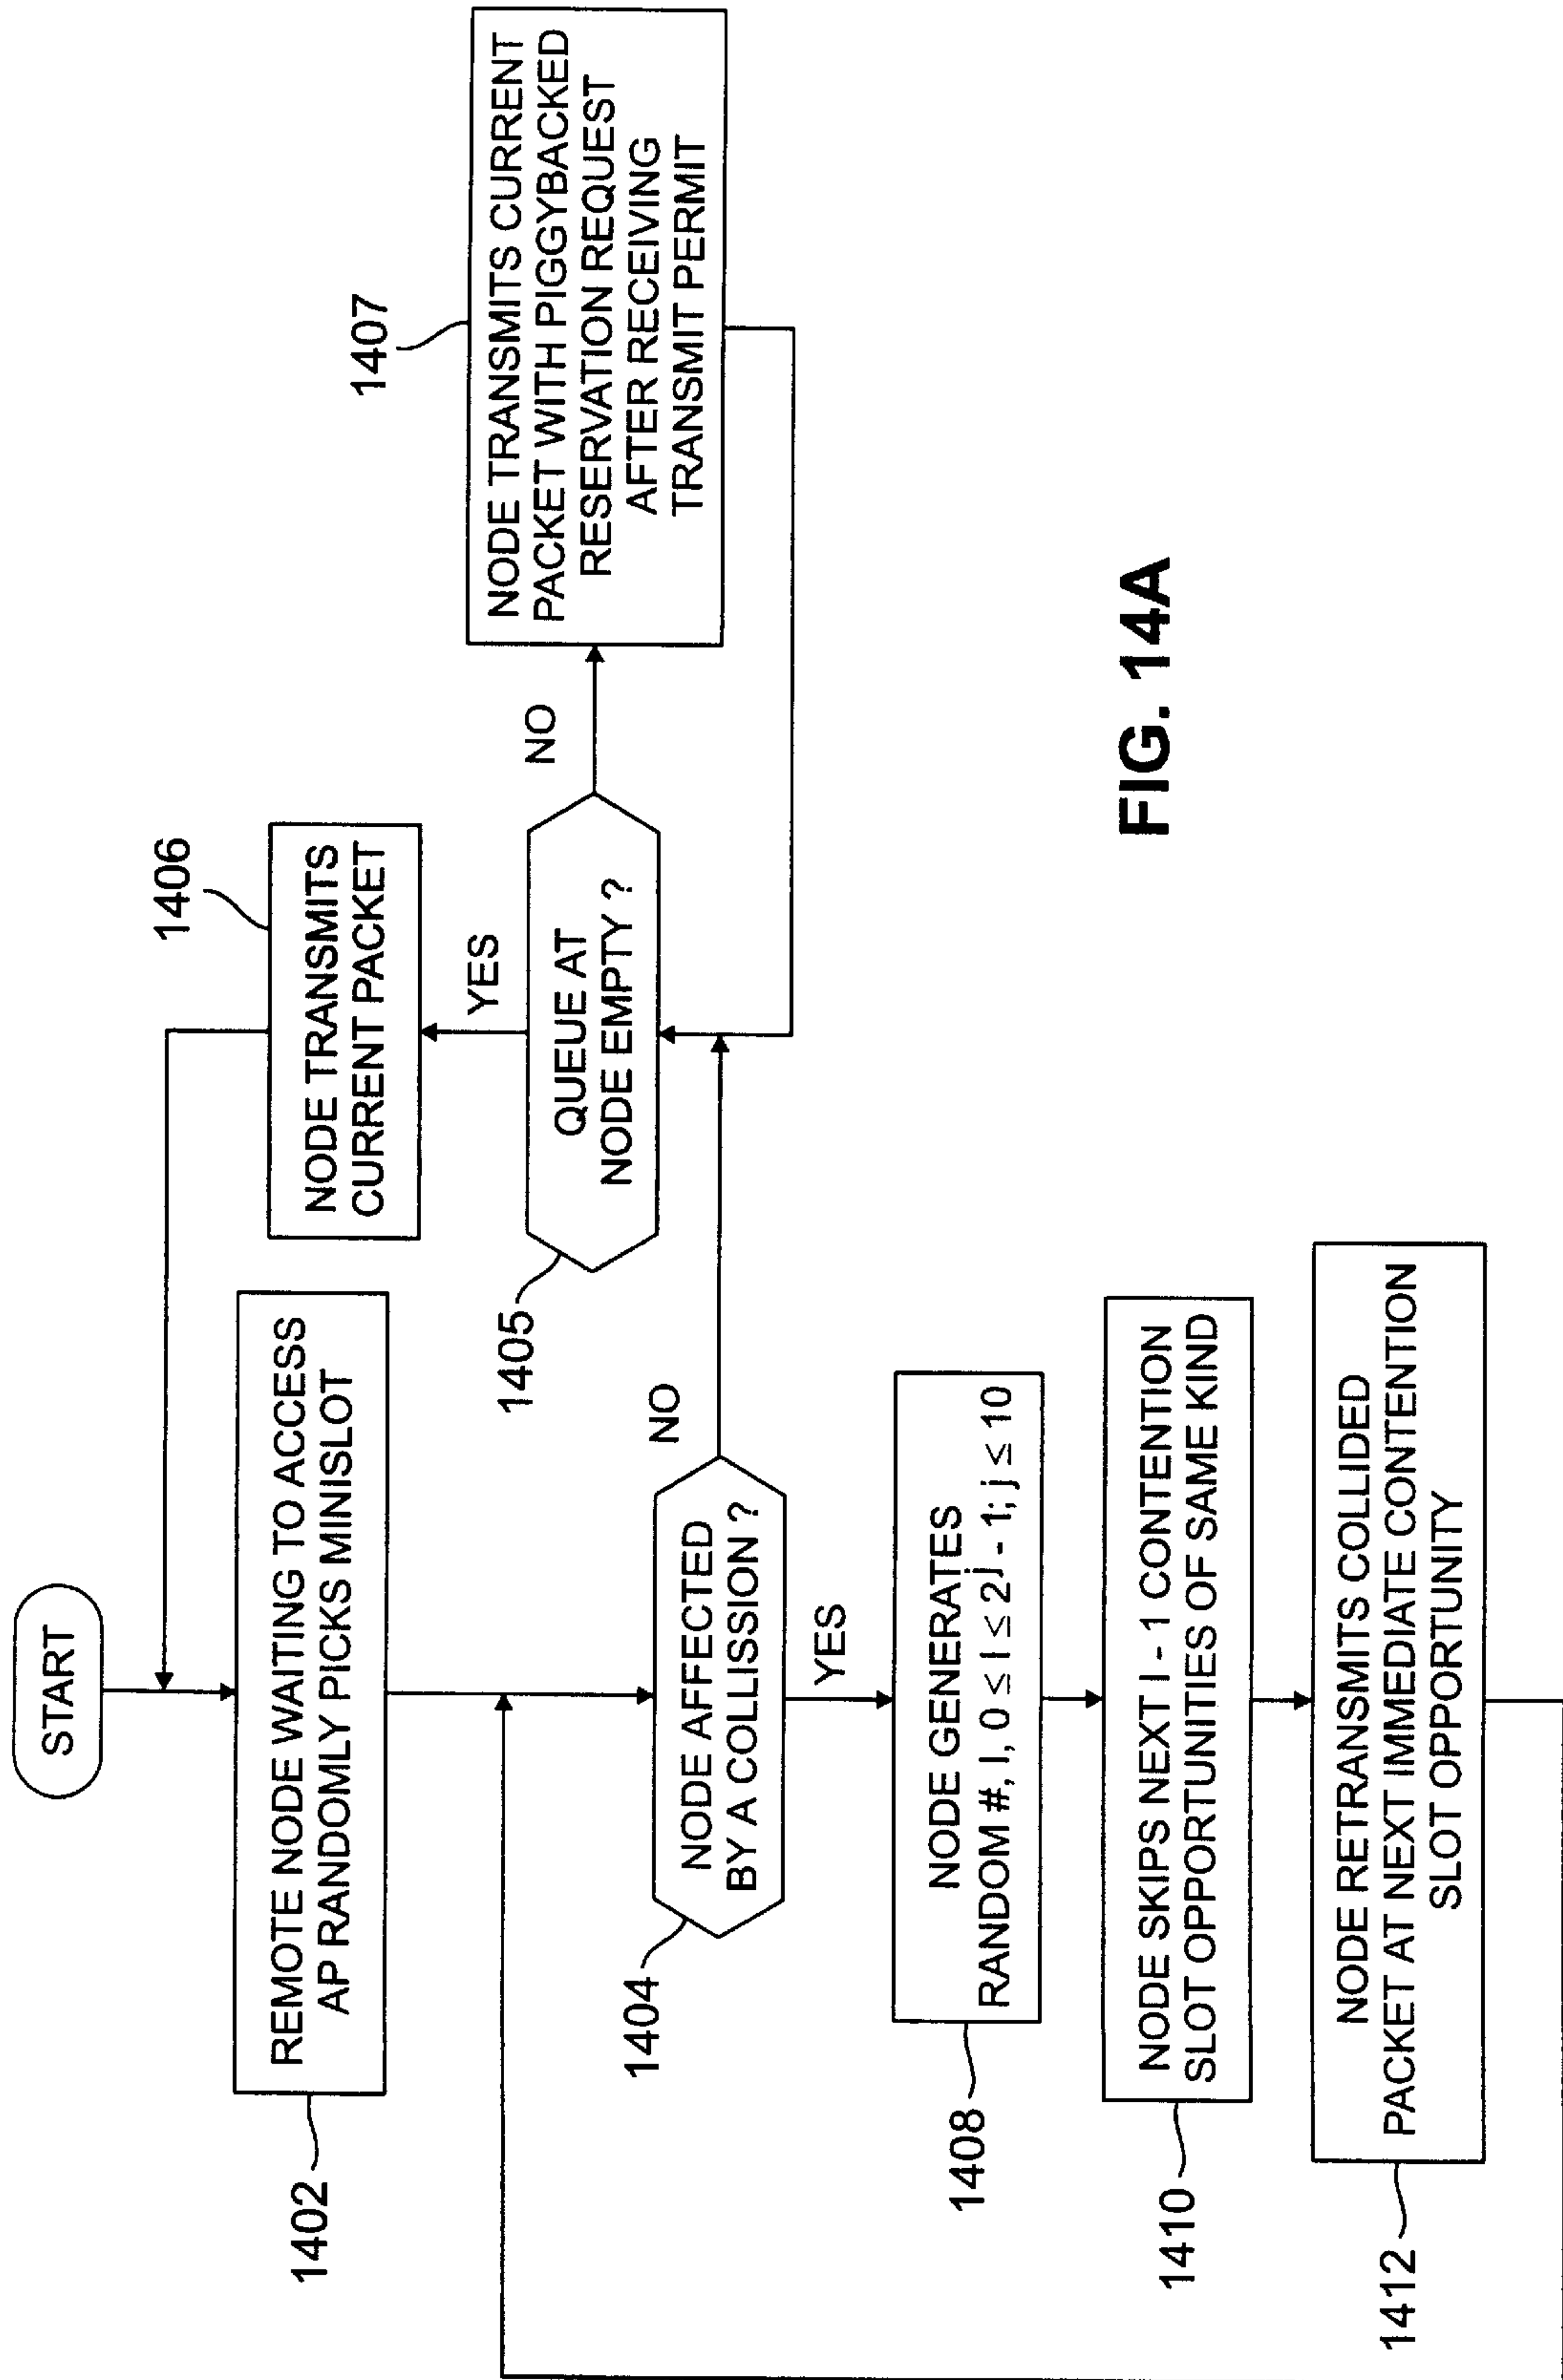 START
1402
REMOTE NODE WAITING TO ACCESS
AP RANDOMLY PICKS MINISLOT
1404
NODE AFFECTED
BY A COLLISSION ?
NO
YES
1405
QUEUE AT
NODE EMPTY ?
YES
NO
1406
NODE TRANSMITS
CURRENT PACKET
1407
NODE TRANSMITS CURRENT
PACKET WITH PIGGYBACKED
RESERVATION REQUEST
AFTER RECEIVING
TRANSMIT PERMIT
1408
NODE GENERATES
RANDOM #, I, 0 ≤ I ≤ 2^j - 1; j ≤ 10
1410
NODE SKIPS NEXT I - 1 CONTENTION
SLOT OPPORTUNITIES OF SAME KIND
1412
NODE RETRANSMITS COLLIDED
PACKET AT NEXT IMMEDIATE CONTENTION
SLOT OPPORTUNITY
FIG. 14A